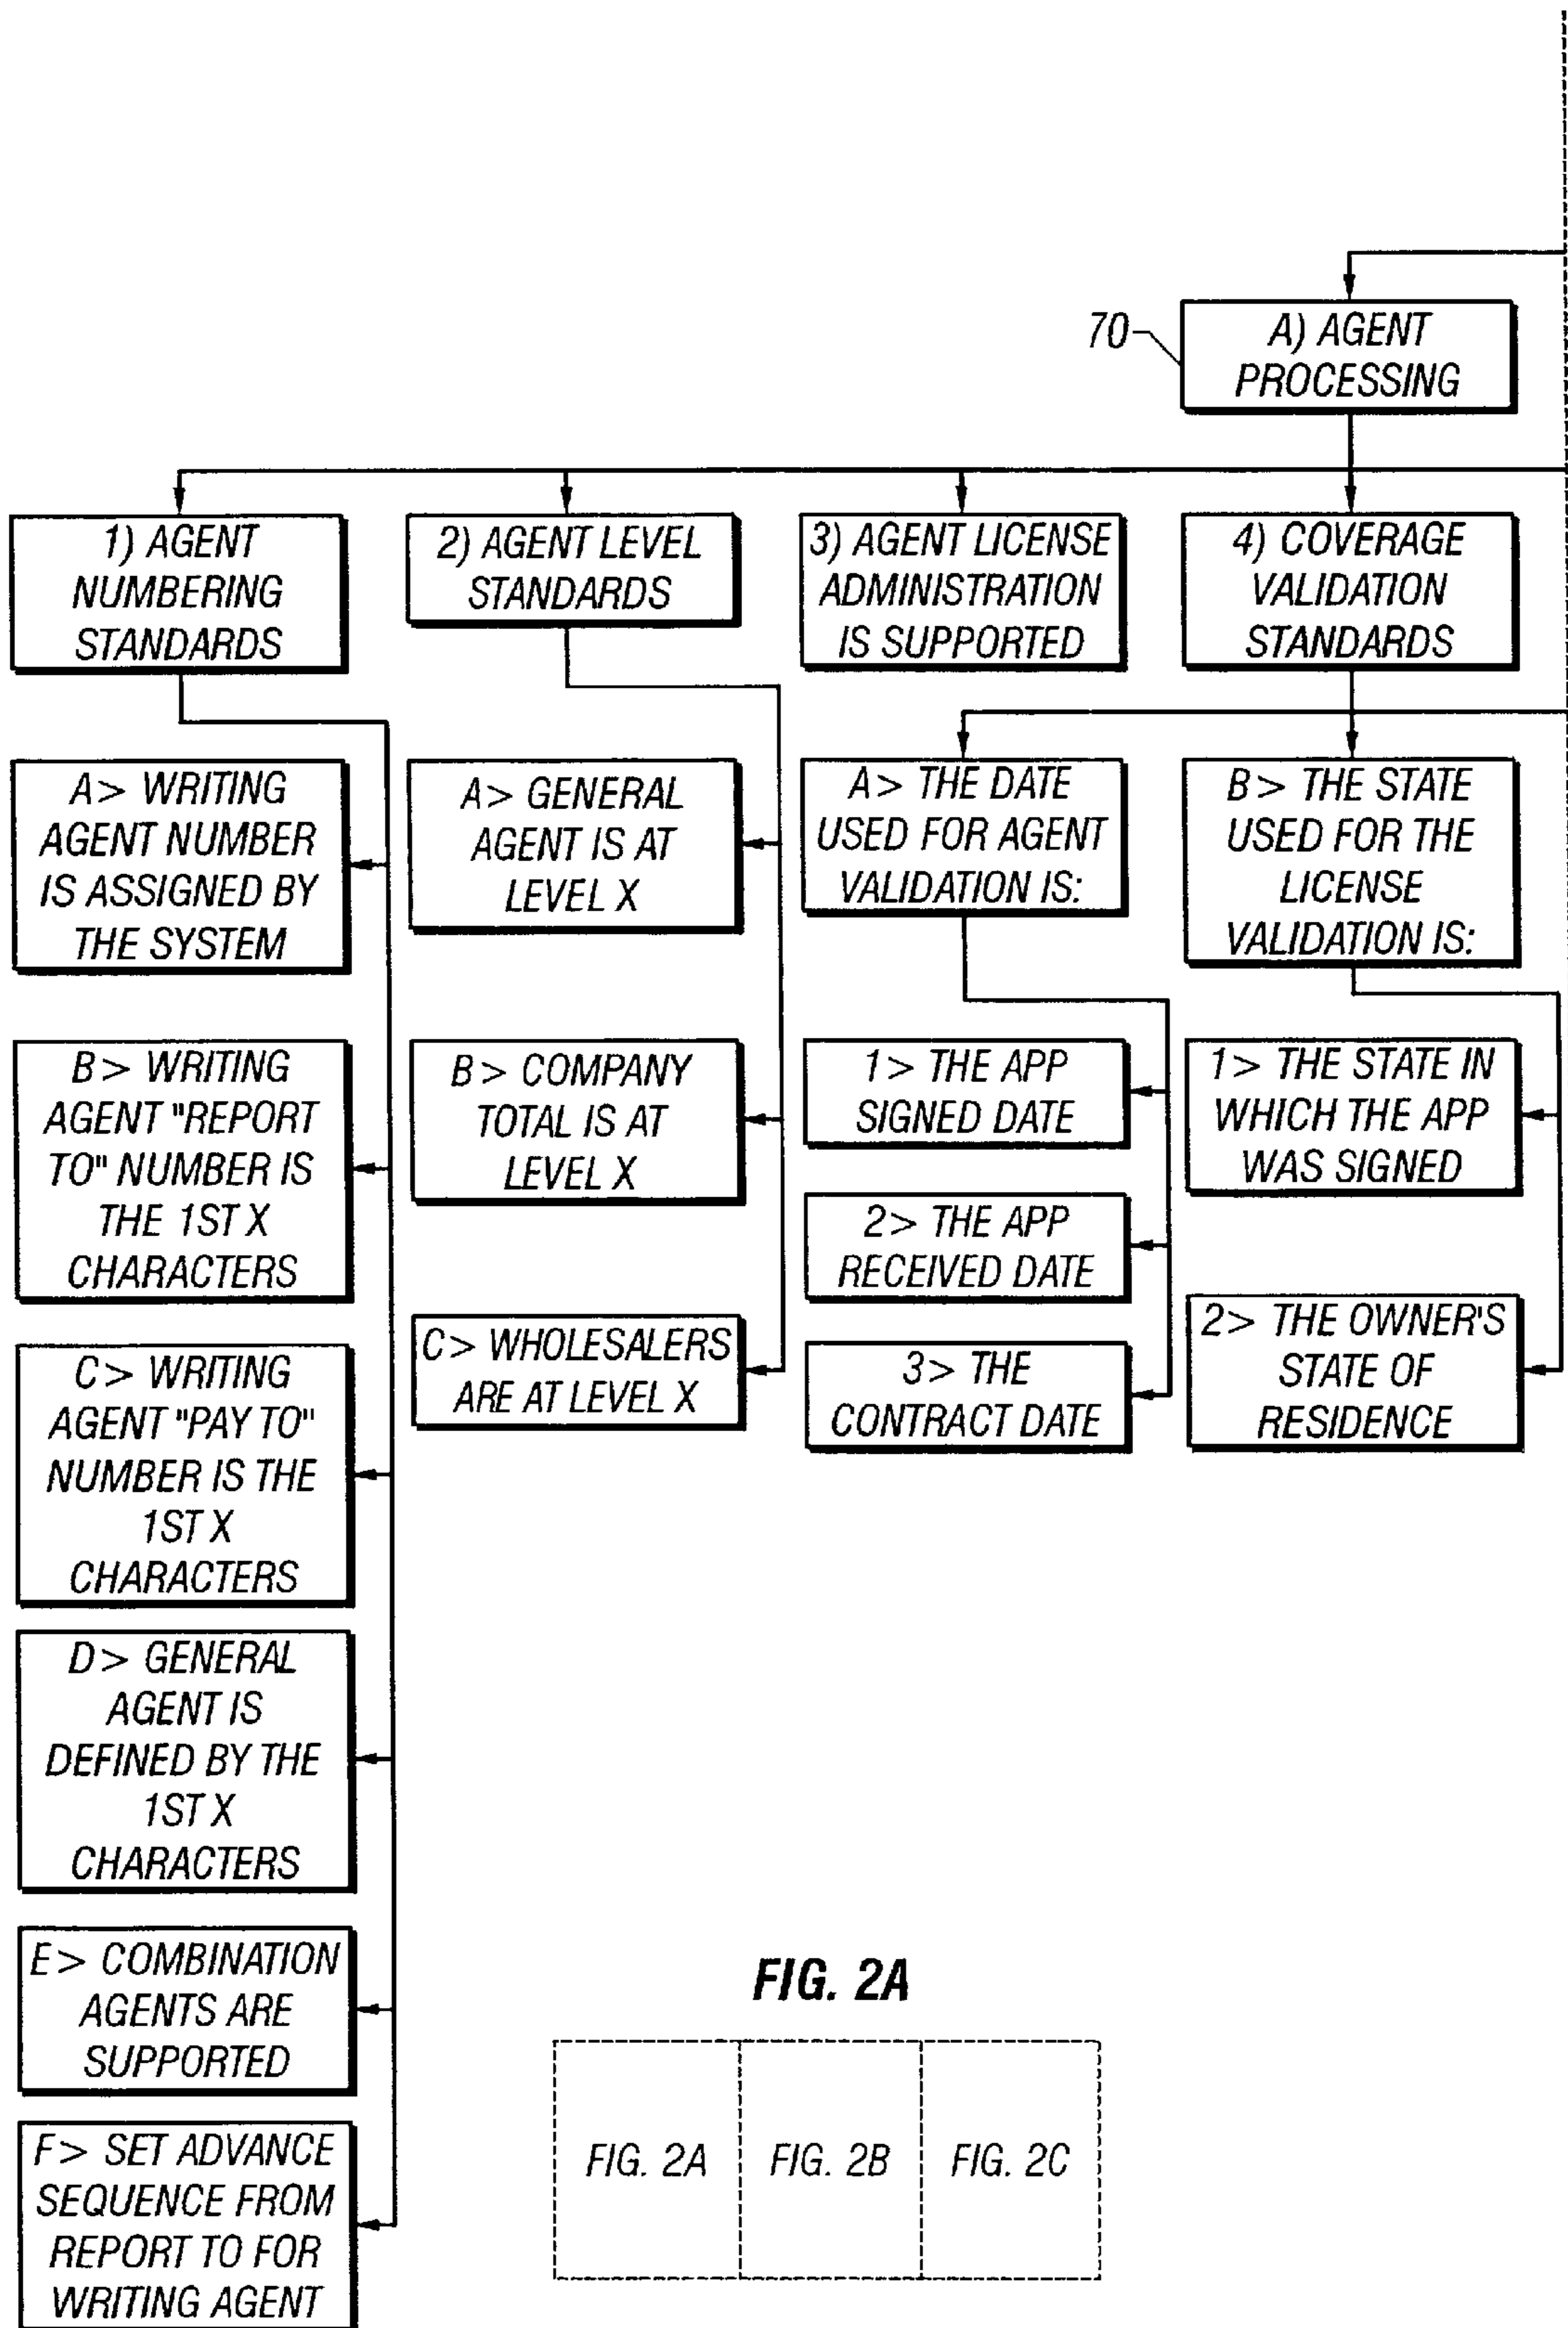 70
A) AGENT
PROCESSING
1) AGENT
NUMBERING
STANDARDS
2) AGENT LEVEL
STANDARDS
3) AGENT LICENSE
ADMINISTRATION
IS SUPPORTED
4) COVERAGE
VALIDATION
STANDARDS
A> WRITING
AGENT NUMBER
IS ASSIGNED BY
THE SYSTEM
B> WRITING
AGENT "REPORT
TO" NUMBER IS
THE 1ST X
CHARACTERS
C> WRITING
AGENT "PAY TO"
NUMBER IS THE
1ST X
CHARACTERS
D> GENERAL
AGENT IS
DEFINED BY THE
1ST X
CHARACTERS
E> COMBINATION
AGENTS ARE
SUPPORTED
F> SET ADVANCE
SEQUENCE FROM
REPORT TO FOR
WRITING AGENT
A> GENERAL
AGENT IS AT
LEVEL X
B> COMPANY
TOTAL IS AT
LEVEL X
C> WHOLESALERS
ARE AT LEVEL X
A> THE DATE
USED FOR AGENT
VALIDATION IS:
1> THE APP
SIGNED DATE
2> THE APP
RECEIVED DATE
3> THE
CONTRACT DATE
B> THE STATE
USED FOR THE
LICENSE
VALIDATION IS:
1> THE STATE IN
WHICH THE APP
WAS SIGNED
2> THE OWNER'S
STATE OF
RESIDENCE
FIG. 2A
FIG. 2A
FIG. 2B
FIG. 2C